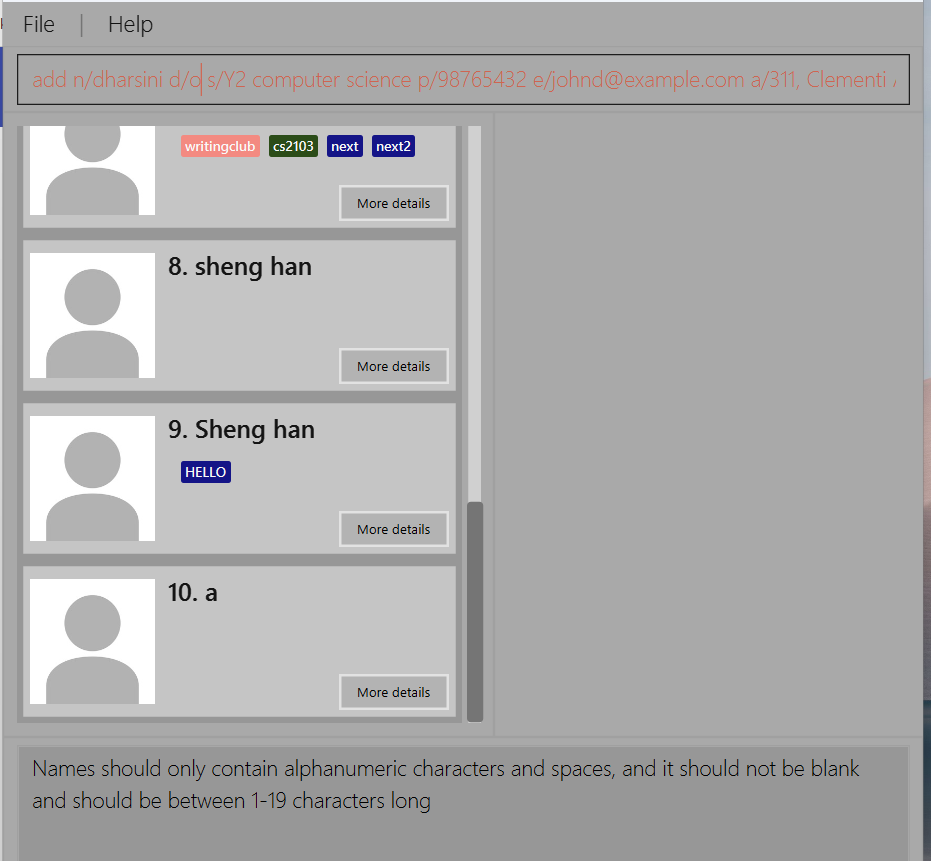 File | Help
add n/dharsini d/o s/Y2 computer science p/98765432 e/johnd@example.com a/311, Clementi
writingclub cs2103 next next2
More details
8. sheng han
More details
9. Sheng han
HELLO
More details
10. a
More details
Names should only contain alphanumeric characters and spaces, and it should not be blank
and should be between 1-19 characters long